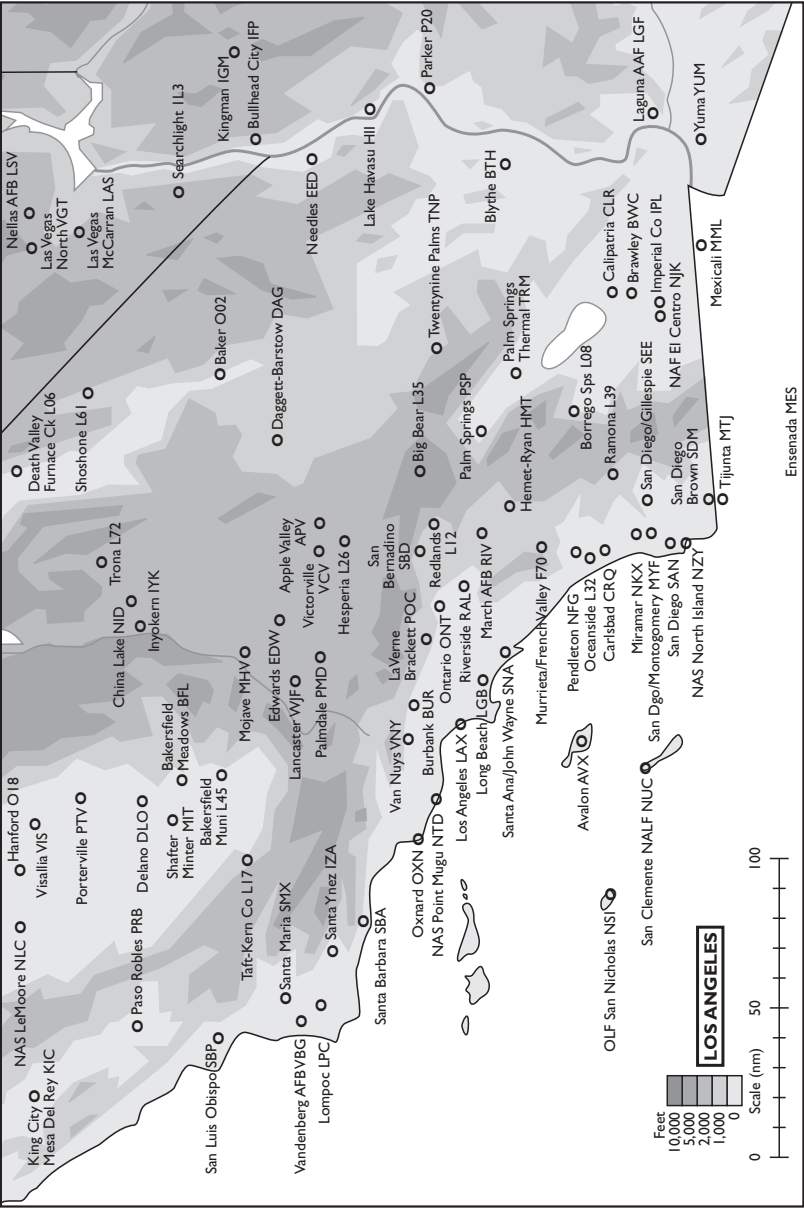 Nellas AFB LSV
Las Vegas
North VGT
Las Vegas
McCarran LAS
Searchlight 1L3
Kingman IGM
Bullhead City IFP
Needles EED
Lake Havasu HII
Parker P20
Blythe BTH
Laguna AAF LGF
Yuma YUM
Death Valley
Furnace Ck L06
Shoshone L61
Baker O02
Daggett-Barstow DAG
Twentynine Palms TNP
Big Bear L35
Palm Springs PSP
Palm Springs
Thermal TRM
Hemet-Ryan HMT
Borrego Sps L08
Ramona L39
Calipatria CLR
Brawley BWC
Imperial Co IPL
NAF El Centro NJK
Mexicali MML
San Diego/Gillespie SEE
San Diego
Brown SDM
Tijunta MTJ
Ensenada MES
Trona L72
China Lake NID
Inyokern IYK
Apple Valley
APV
Victorville
VCV
Hesperia L26
San
Bernadino
SBD
Redlands
L12
LaVerne
Brackett POC
Ontario ONT
Riverside RAL
March AFB RIV
Murrieta/FrenchValley F70
Pendleton NFG
Oceanside L32
Carlsbad CRQ
Miramar NKX
San Dgo/Montogomery MYF
San Diego SAN
NAS North Island NZY
Mojave MHV
Edwards EDW
Lancaster WJF
Palmdale PMD
Van Nuys VNY
Burbank BUR
Los Angeles LAX
Long Beach LGB
Santa Ana/John Wayne SNA
Avalon AVX
San Clemente NALF NUC
OLF San Nicholas NSI
Hanford O18
Visallia VIS
Porterville PTV
Delano DLO
Bakersfield
Meadows BFL
Shafter
Minter MIT
Bakersfield
Muni L45
Taft-Kern Co L17
Santa Maria SMX
Santa Ynez IZA
Santa Barbara SBA
Oxnard OXN
NAS Point Mugu NTD
NAS LeMoore NLC
King City
Mesa Del Rey KIC
Paso Robles PRB
San Luis Obispo SBP
Vandenberg AFB VBG
Lompoc LPC
LOS ANGELES
Feet
10,000
5,000
2,000
1,000
0
Scale (nm)
0
50
100